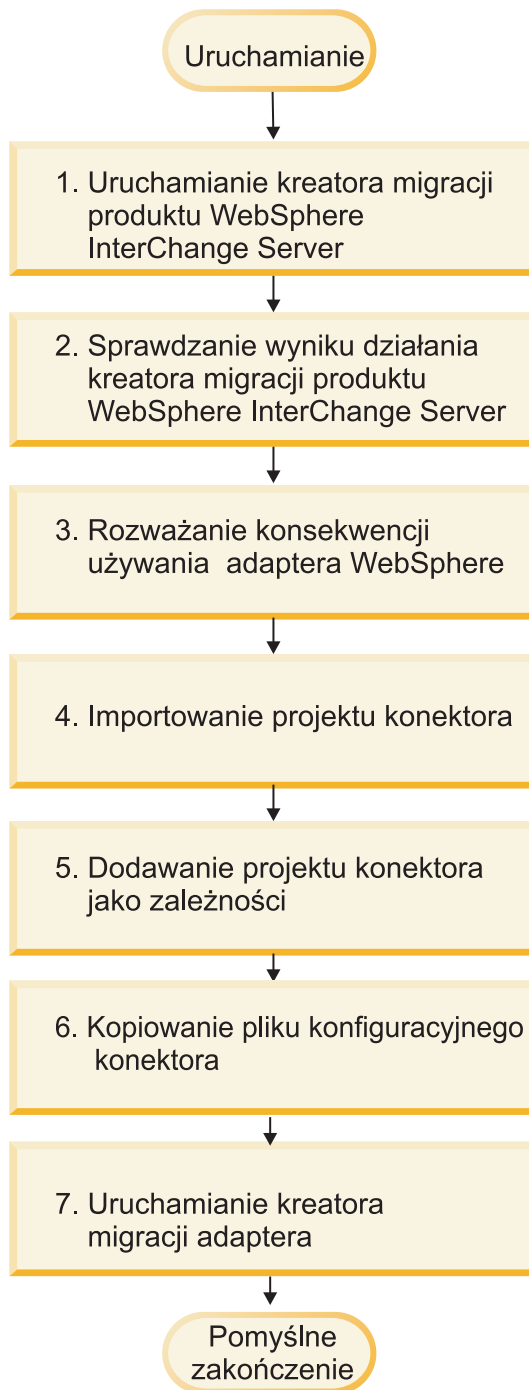 Uruchamianie
1. Uruchamianie kreatora migracji
produktu WebSphere
InterChange Server
2. Sprawdzanie wyniku działania
kreatora migracji produktu
WebSphere InterChange Server
3. Rozważanie konsekwencji
używania adaptera WebSphere
4. Importowanie projektu konektora
5. Dodawanie projektu konektora
jako zależności
6. Kopiowanie pliku konfiguracyjnego
konektora
7. Uruchamianie kreatora
migracji adaptera
Pomyślne
zakończenie